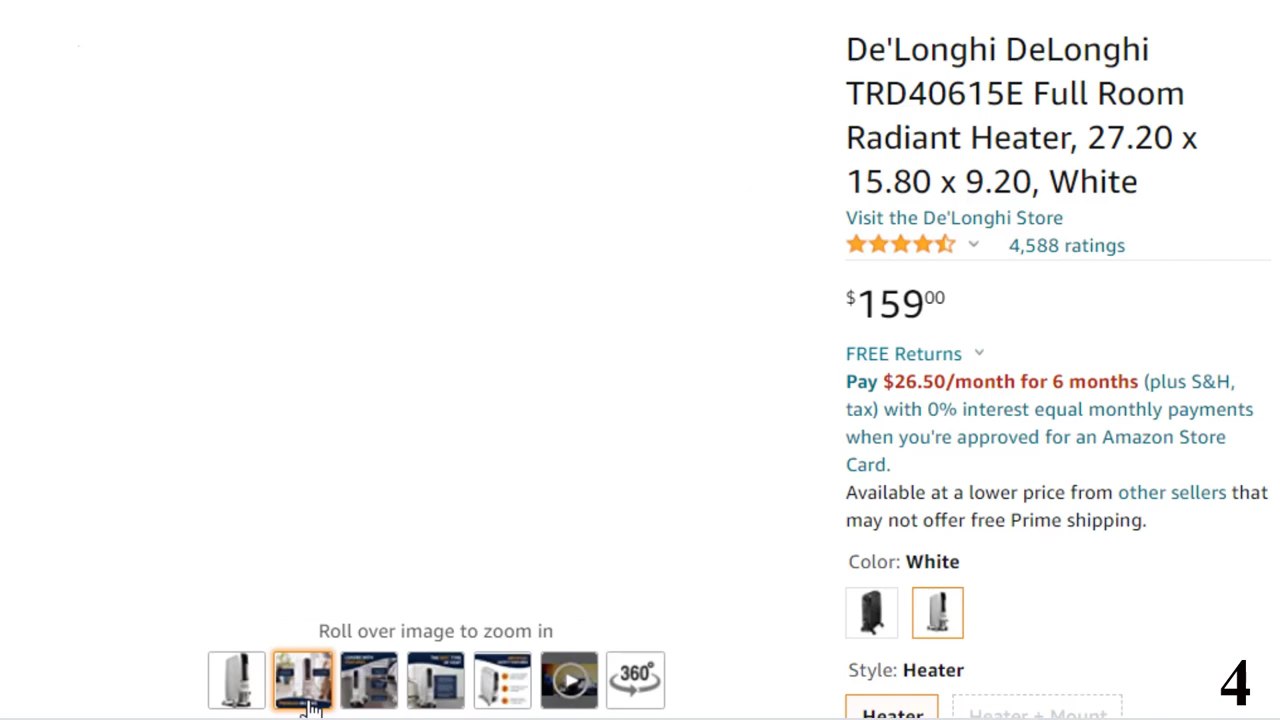 De'Longhi DeLonghi
TRD40615E Full Room
Radiant Heater, 27.20 x
15.80 x 9.20, White
Visit the De'Longhi Store
4,588 ratings
$15900
FREE Returns
Pay $26.50/month for 6 months (plus S&H,
tax) with 0% interest equal monthly payments
when you're approved for an Amazon Store
Card.
Available at a lower price from other sellers that
may not offer free Prime shipping.
Color: White
Roll over image to zoom in
360°
Style: Heater
Heater Heater + Mount
4